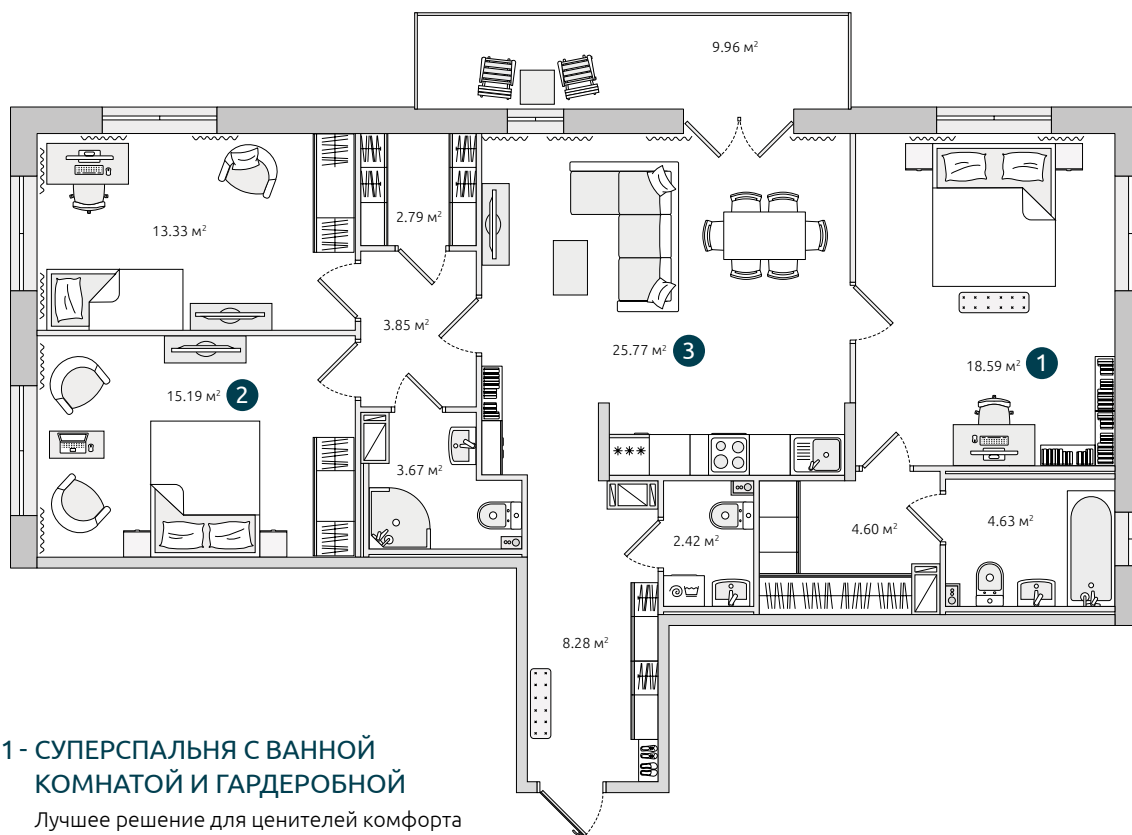 9.96 м²
13.33 м²
2.79 м²
3.85 м²
25.77 м² 3
18.59 м² 1
15.19 м² 2
3.67 м²
2.42 м²
4.60 м²
4.63 м²
8.28 м²
1 - СУПЕРСПАЛЬНЯ С ВАННОЙ
КОМНАТОЙ И ГАРДЕРОБНОЙ
Лучшее решение для ценителей комфорта